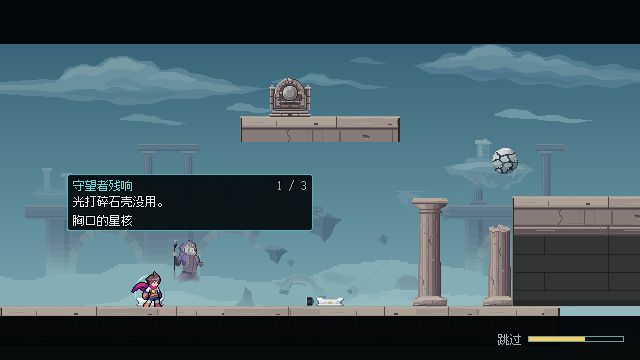 守望者残响
1 / 3
光打碎石壳没用。
胸口的星核
跳过